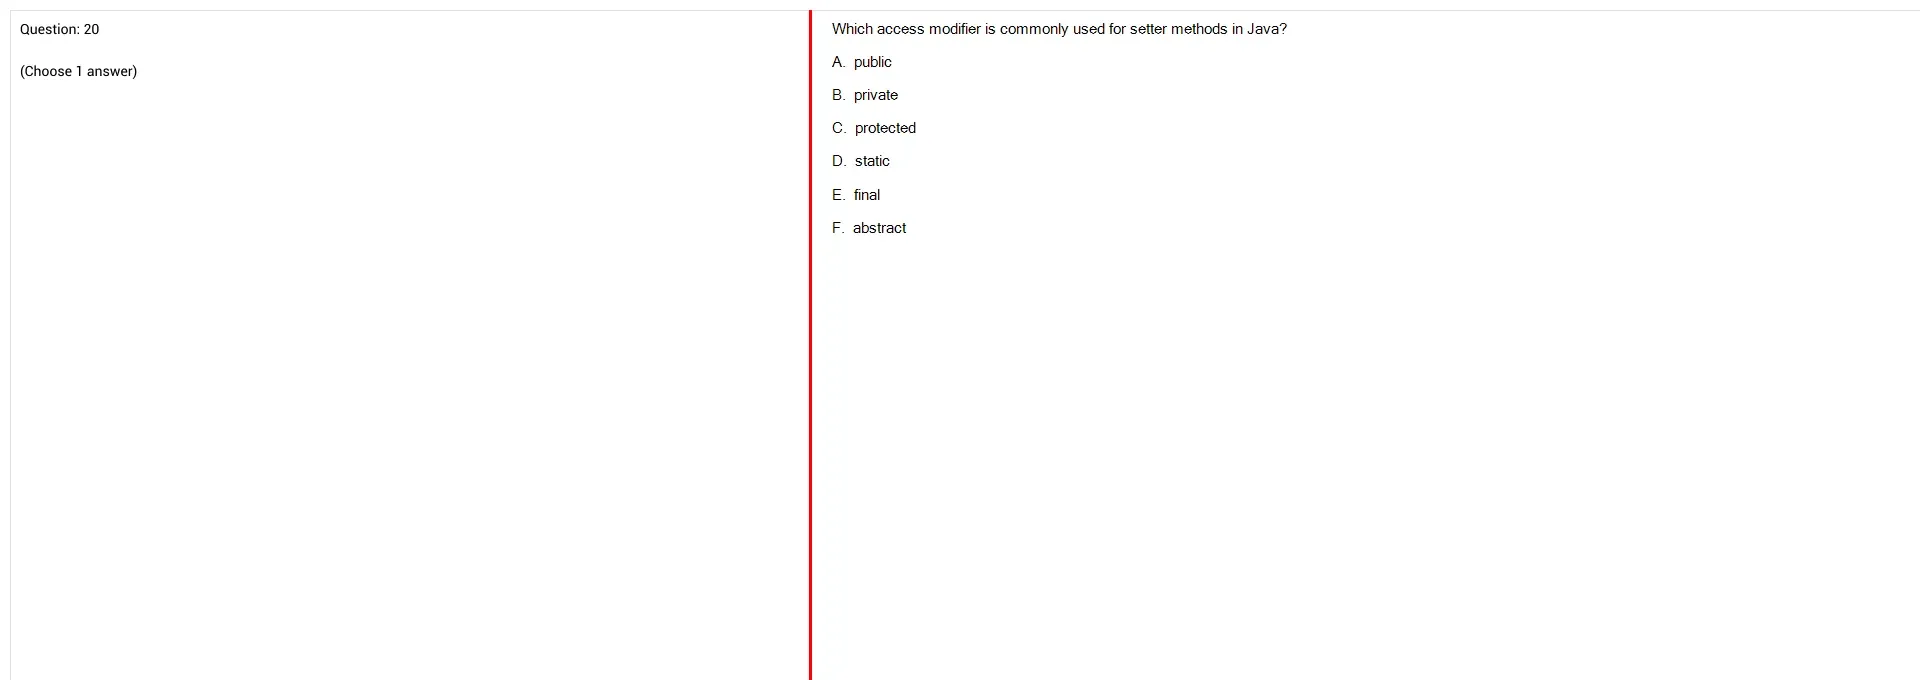 Question: 20
(Choose 1 answer)
Which access modifier is commonly used for setter methods in Java?
A. public
B. private
C. protected
D. static
E. final
F. abstract